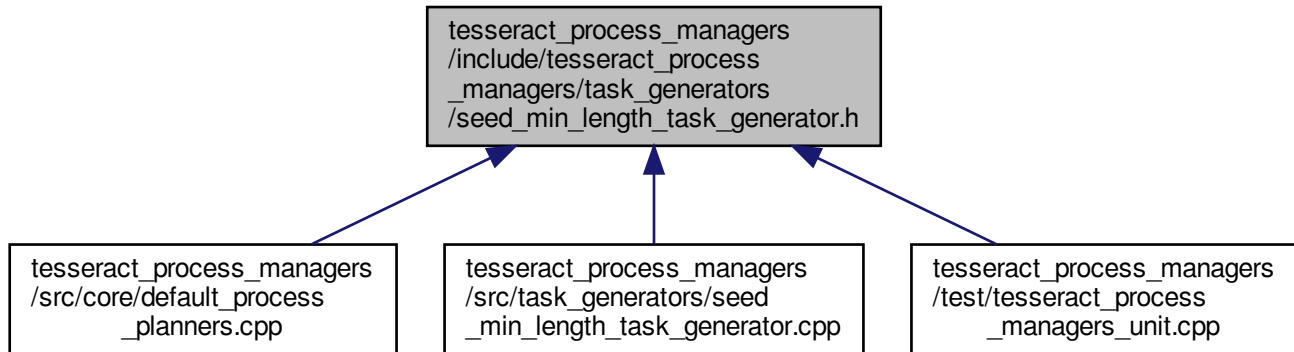 tesseract_process_managers
/include/tesseract_process
_managers/task_generators
/seed_min_length_task_generator.h
tesseract_process_managers
/src/core/default_process
_planners.cpp
tesseract_process_managers
/src/task_generators/seed
_min_length_task_generator.cpp
tesseract_process_managers
/test/tesseract_process
_managers_unit.cpp